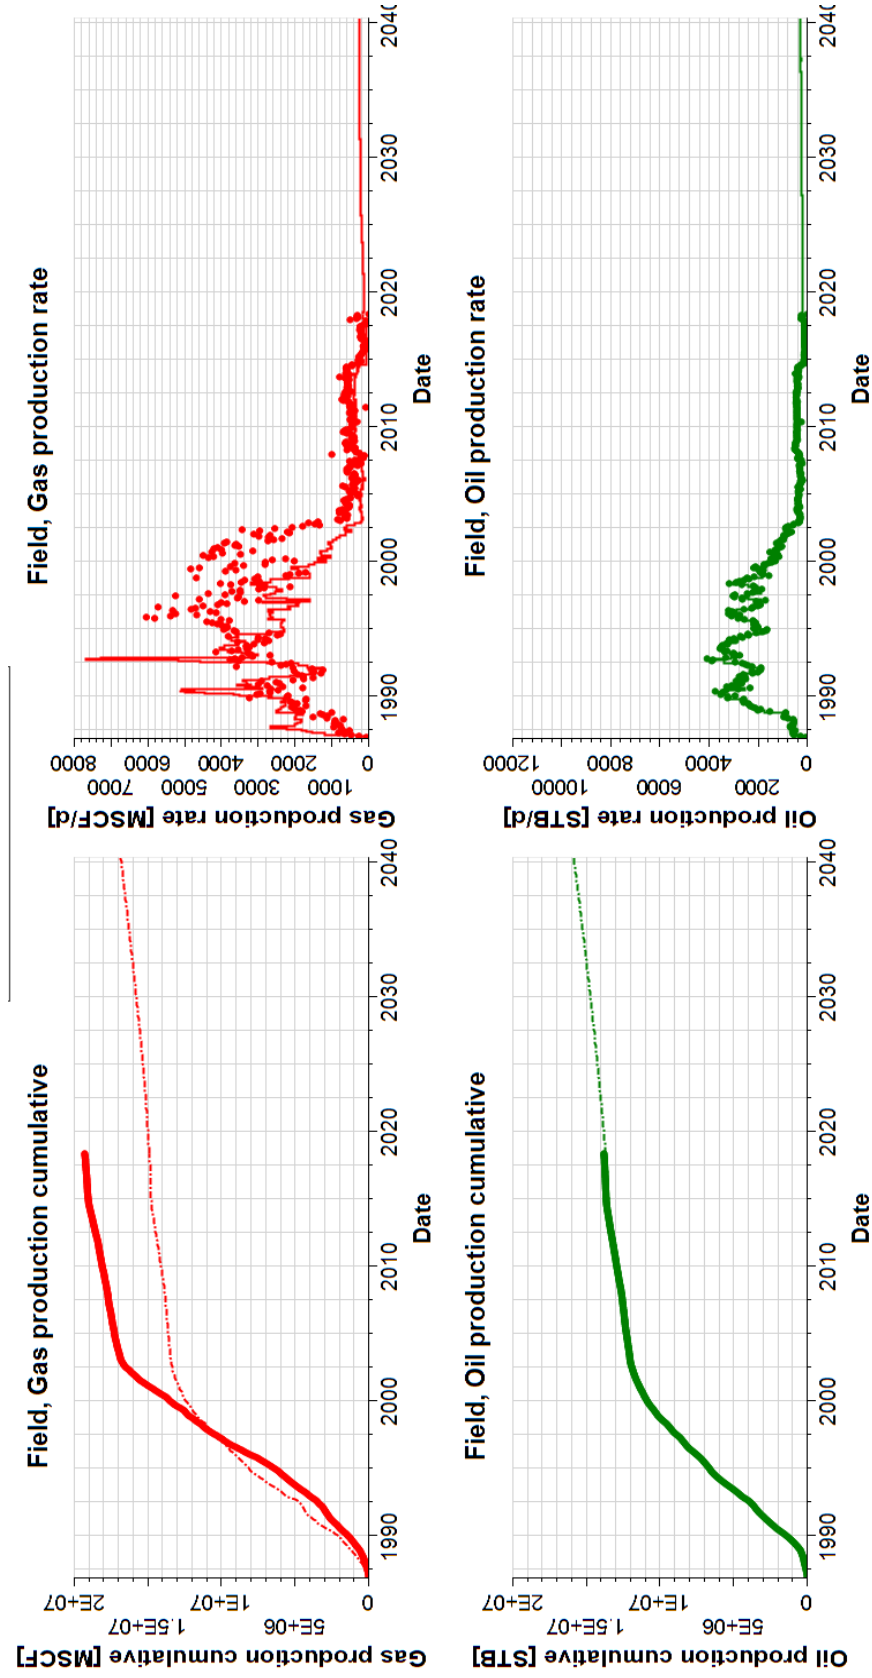 Field, Gas production cumulative
Gas production cumulative [MSCF]
2E+07
1.5E+07
1E+07
5E+06
0
1990
2000
2010
2020
2030
2040
Date
Field, Gas production rate
Gas production rate [MSCF/d]
8000
7000
6000
5000
4000
3000
2000
1000
0
1990
2000
2010
2020
2030
2040
Date
Field, Oil production cumulative
Oil production cumulative [STB]
2E+07
1.5E+07
1E+07
5E+06
0
1990
2000
2010
2020
2030
2040
Date
Field, Oil production rate
Oil production rate [STB/d]
12000
10000
8000
6000
4000
2000
0
1990
2000
2010
2020
2030
2040
Date